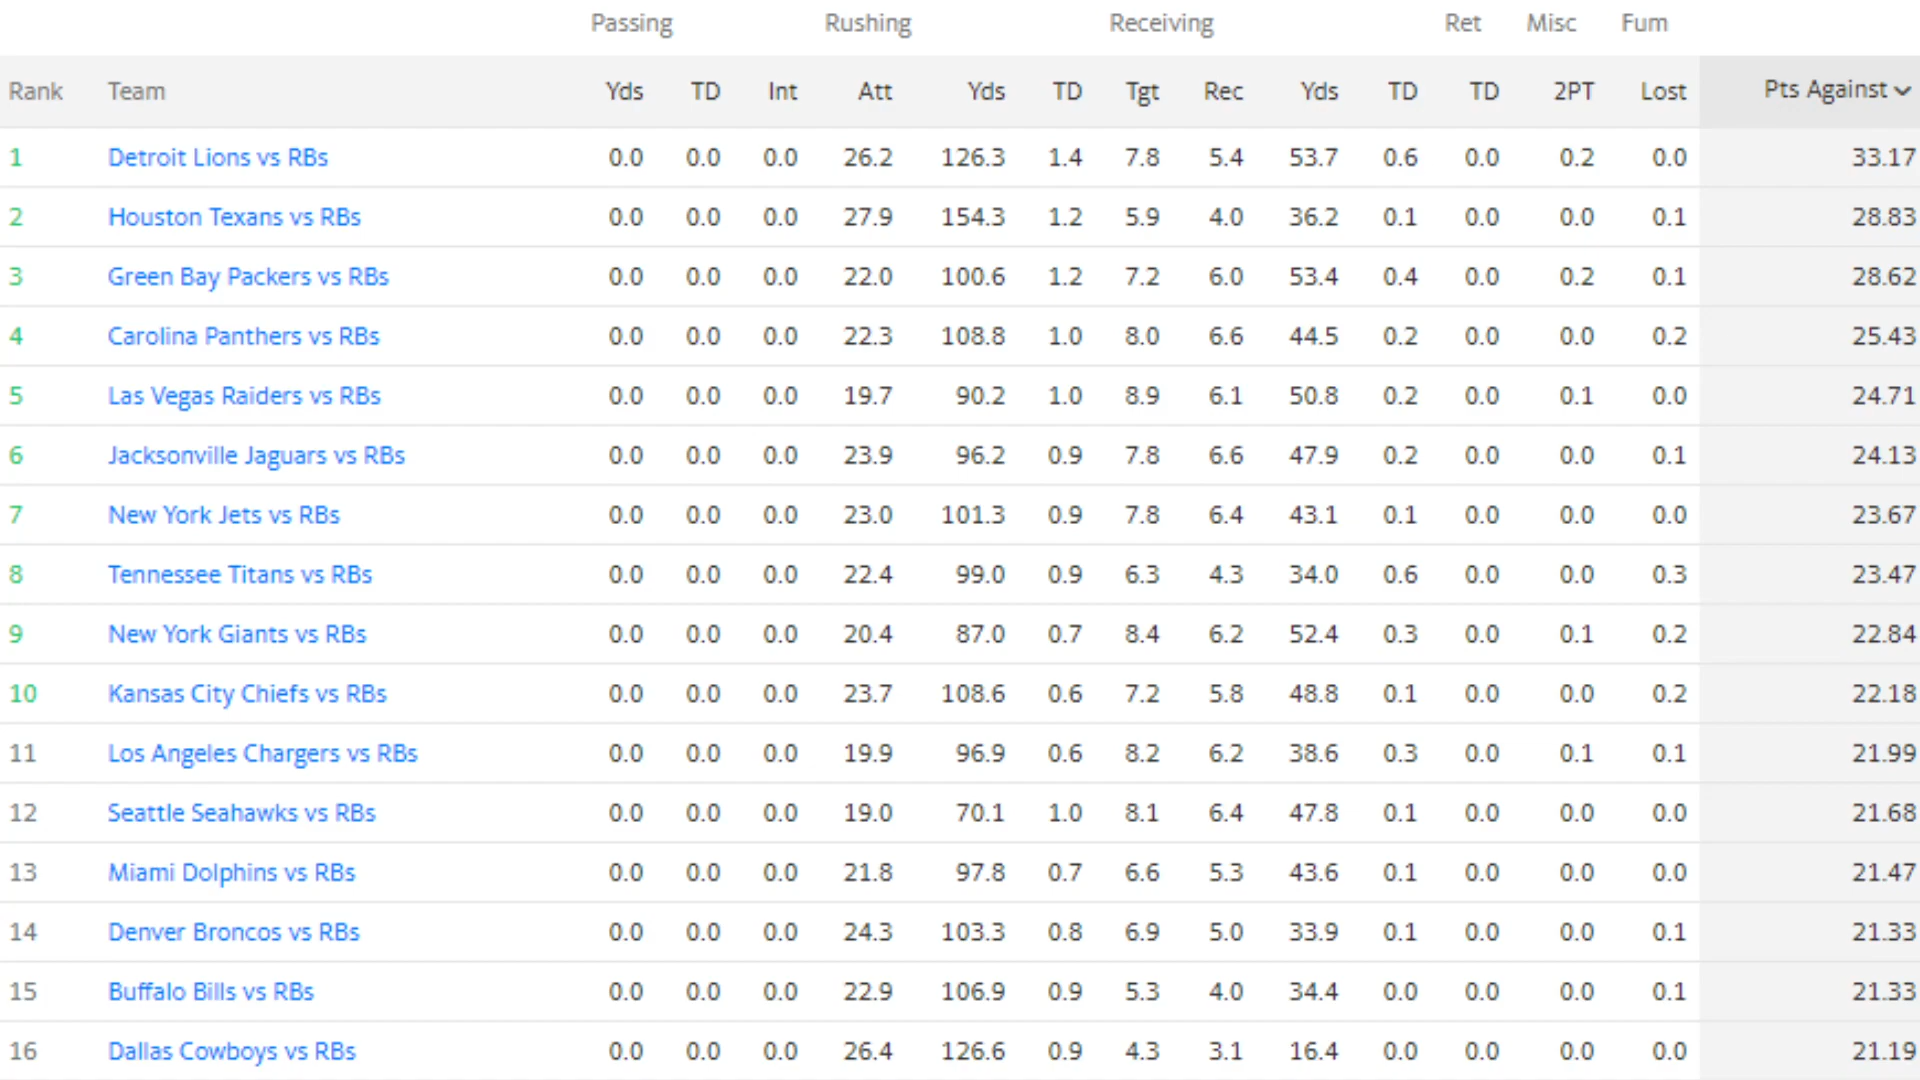 Passing Rushing Receiving Ret Misc Fum
Rank Team Yds TD Int Att Yds TD Tgt Rec Yds TD TD 2PT Lost Pts Against
1 Detroit Lions vs RBs 0.0 0.0 0.0 26.2 126.3 1.4 7.8 5.4 53.7 0.6 0.0 0.2 0.0 33.17
2 Houston Texans vs RBs 0.0 0.0 0.0 27.9 154.3 1.2 5.9 4.0 36.2 0.1 0.0 0.0 0.1 28.83
3 Green Bay Packers vs RBs 0.0 0.0 0.0 22.0 100.6 1.2 7.2 6.0 53.4 0.4 0.0 0.2 0.1 28.62
4 Carolina Panthers vs RBs 0.0 0.0 0.0 22.3 108.8 1.0 8.0 6.6 44.5 0.2 0.0 0.0 0.2 25.43
5 Las Vegas Raiders vs RBs 0.0 0.0 0.0 19.7 90.2 1.0 8.9 6.1 50.8 0.2 0.0 0.1 0.0 24.71
6 Jacksonville Jaguars vs RBs 0.0 0.0 0.0 23.9 96.2 0.9 7.8 6.6 47.9 0.2 0.0 0.0 0.1 24.13
7 New York Jets vs RBs 0.0 0.0 0.0 23.0 101.3 0.9 7.8 6.4 43.1 0.1 0.0 0.0 0.0 23.67
8 Tennessee Titans vs RBs 0.0 0.0 0.0 22.4 99.0 0.9 6.3 4.3 34.0 0.6 0.0 0.0 0.3 23.47
9 New York Giants vs RBs 0.0 0.0 0.0 20.4 87.0 0.7 8.4 6.2 52.4 0.3 0.0 0.1 0.2 22.84
10 Kansas City Chiefs vs RBs 0.0 0.0 0.0 23.7 108.6 0.6 7.2 5.8 48.8 0.1 0.0 0.0 0.2 22.18
11 Los Angeles Chargers vs RBs 0.0 0.0 0.0 19.9 96.9 0.6 8.2 6.2 38.6 0.3 0.0 0.1 0.1 21.99
12 Seattle Seahawks vs RBs 0.0 0.0 0.0 19.0 70.1 1.0 8.1 6.4 47.8 0.1 0.0 0.0 0.0 21.68
13 Miami Dolphins vs RBs 0.0 0.0 0.0 21.8 97.8 0.7 6.6 5.3 43.6 0.1 0.0 0.0 0.0 21.47
14 Denver Broncos vs RBs 0.0 0.0 0.0 24.3 103.3 0.8 6.9 5.0 33.9 0.1 0.0 0.0 0.1 21.33
15 Buffalo Bills vs RBs 0.0 0.0 0.0 22.9 106.9 0.9 5.3 4.0 34.4 0.0 0.0 0.0 0.1 21.33
16 Dallas Cowboys vs RBs 0.0 0.0 0.0 26.4 126.6 0.9 4.3 3.1 16.4 0.0 0.0 0.0 0.0 21.19